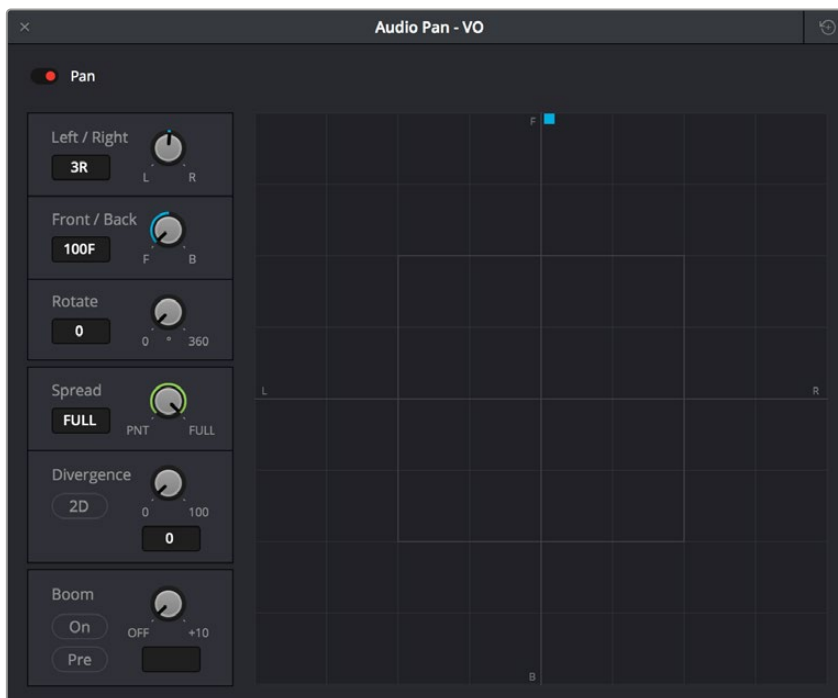 Audio Pan - VO
Pan
Left / Right
3R
L R
Front / Back
100F
F B
Rotate
0
0 ° 360
Spread
FULL
PNT FULL
Divergence
2D
0 100
0
Boom
On
OFF +10
Pre
F
L R
B